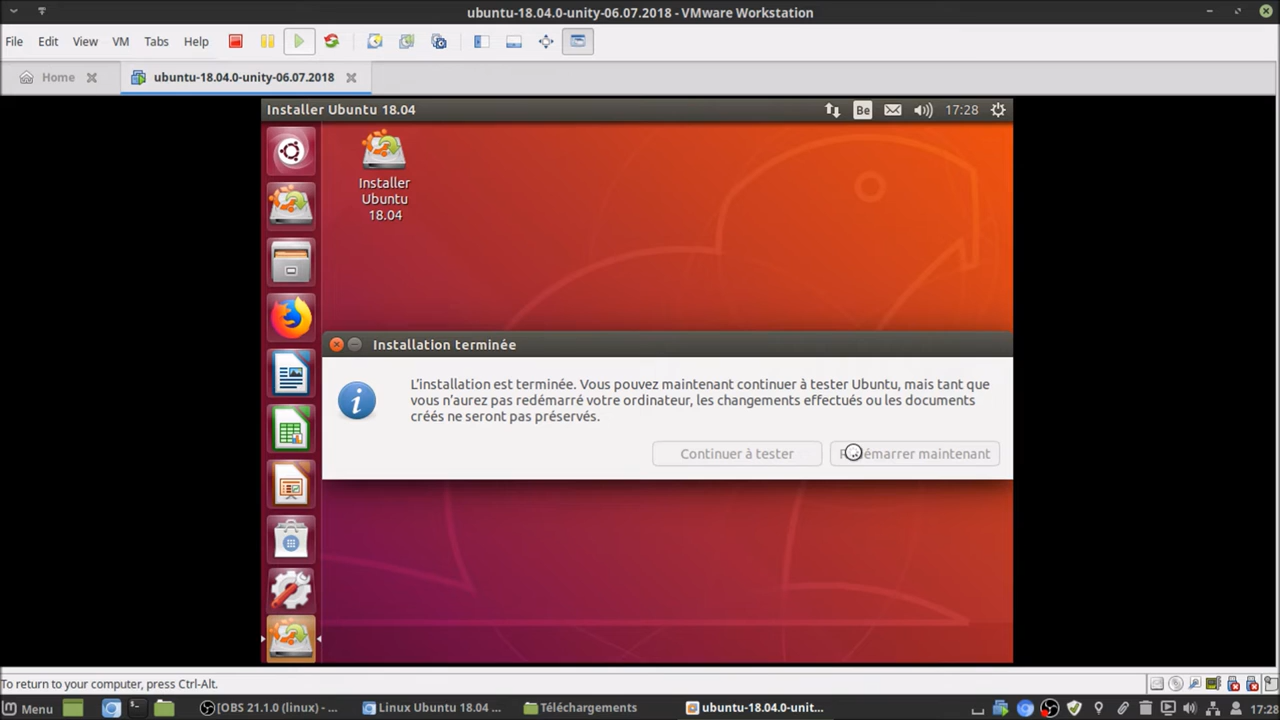 ubuntu-18.04.0-unity-06.07.2018 - VMware Workstation
File Edit View VM Tabs Help
Home ubuntu-18.04.0-unity-06.07.2018
Installer Ubuntu 18.04 Be 17:28
Installer
Ubuntu
18.04
Installation terminée
L'installation est terminée. Vous pouvez maintenant continuer à tester Ubuntu, mais tant que
vous n'aurez pas redémarré votre ordinateur, les changements effectués ou les documents
créés ne seront pas préservés.
Continuer à tester Redémarrer maintenant
To return to your computer, press Ctrl-Alt.
Menu [OBS 21.1.0 (linux) - ... Linux Ubuntu 18.04 ... Téléchargements ubuntu-18.04.0-unit... 17:28